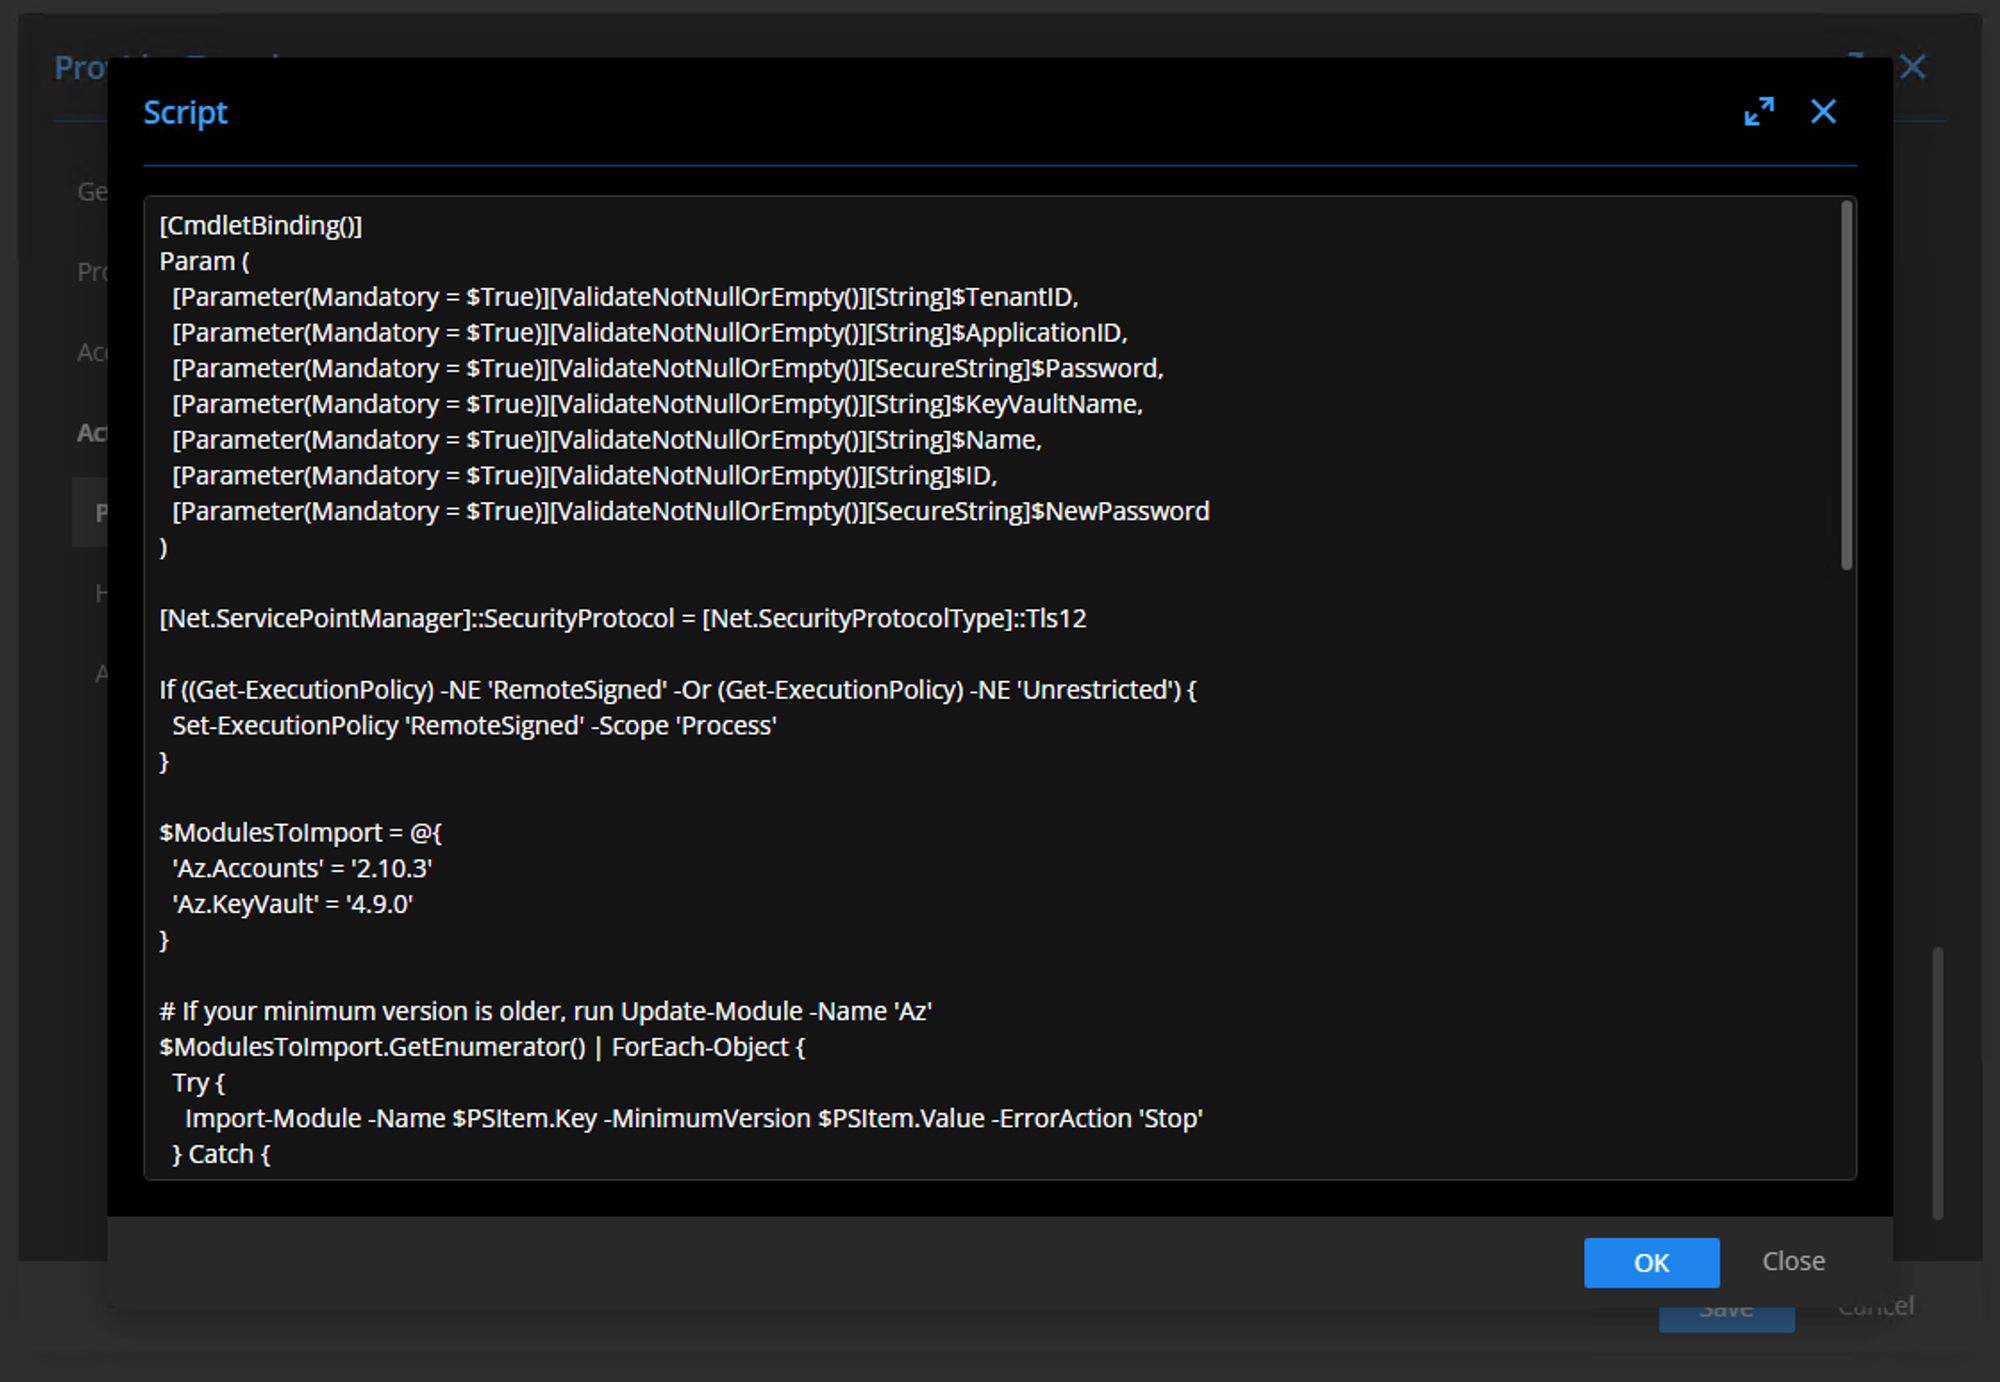 Script
[CmdletBinding()]
Param (
[Parameter(Mandatory = $True)][ValidateNotNullOrEmpty()][String]$TenantID,
[Parameter(Mandatory = $True)][ValidateNotNullOrEmpty()][String]$ApplicationID,
[Parameter(Mandatory = $True)][ValidateNotNullOrEmpty()][SecureString]$Password,
[Parameter(Mandatory = $True)][ValidateNotNullOrEmpty()][String]$KeyVaultName,
[Parameter(Mandatory = $True)][ValidateNotNullOrEmpty()][String]$Name,
[Parameter(Mandatory = $True)][ValidateNotNullOrEmpty()][String]$ID,
[Parameter(Mandatory = $True)][ValidateNotNullOrEmpty()][SecureString]$NewPassword
)
[Net.ServicePointManager]::SecurityProtocol = [Net.SecurityProtocolType]::Tls12
If ((Get-ExecutionPolicy) -NE 'RemoteSigned' -Or (Get-ExecutionPolicy) -NE 'Unrestricted') {
Set-ExecutionPolicy 'RemoteSigned' -Scope 'Process'
}
$ModulesToImport = @{
'Az.Accounts' = '2.10.3'
'Az.KeyVault' = '4.9.0'
}
# If your minimum version is older, run Update-Module -Name 'Az'
$ModulesToImport.GetEnumerator() | ForEach-Object {
Try {
Import-Module -Name $PSItem.Key -MinimumVersion $PSItem.Value -ErrorAction 'Stop'
} Catch {
OK Close
Save Cancel